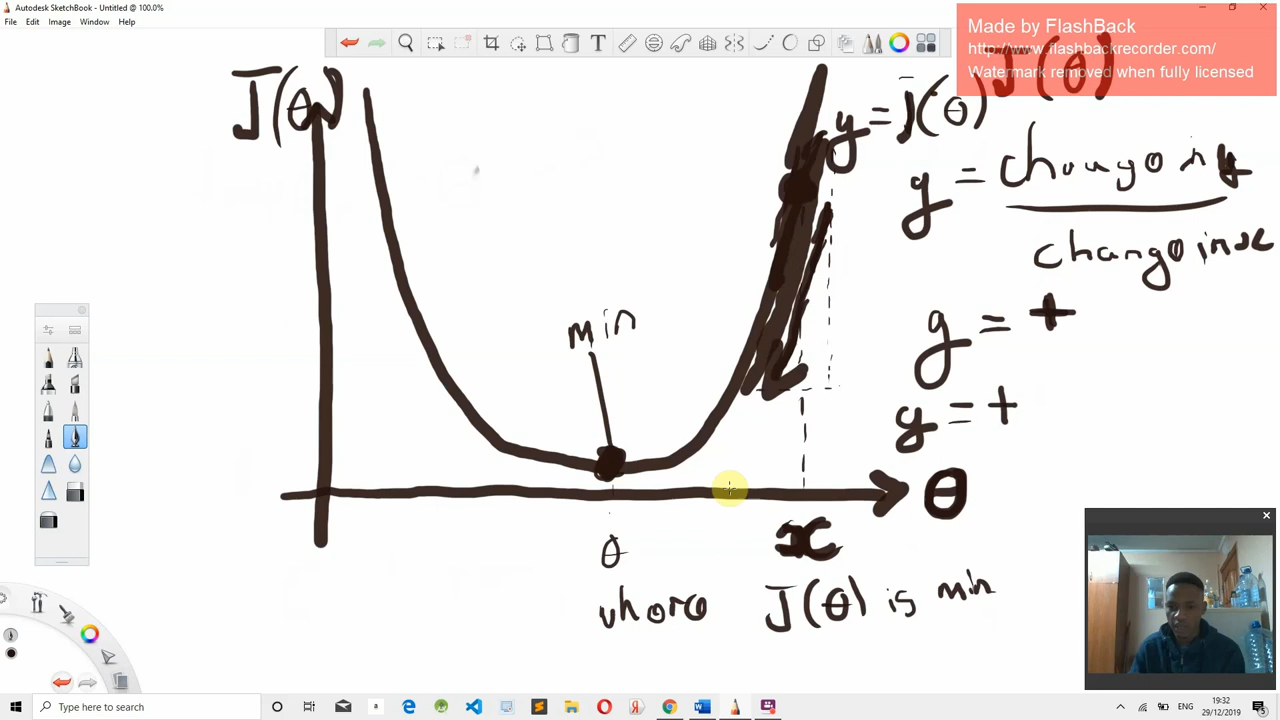 Autodesk SketchBook - Untitled @ 100.0%
File Edit Image Window Help
Made by FlashBack
http://www.flashbackrecorder.com/
Watermark removed when fully licensed
J(θ)
J(θ)
y = J(θ)
g = change in y
change in x
min
g = +
g = +
θ
θ
x
where J(θ) is min
Type here to search
ENG
19:32
29/12/2019
5